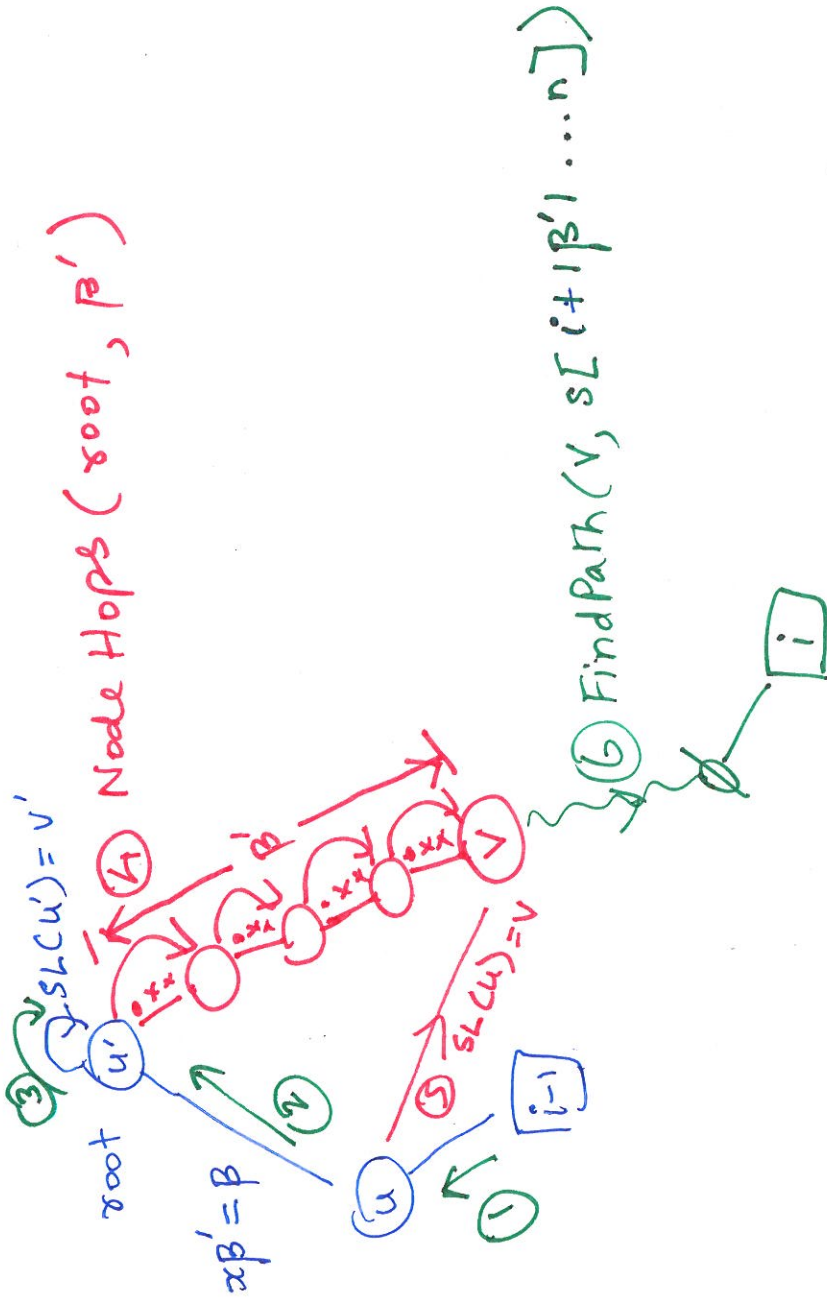 ④ Node Hops (root, β')
③ SL(u') = v'
root
u'
β'
xβ' = β
②
. x x
. x x
. x x
. x x
u
⑤ SL(u) = v
v
①
i-1
⑥ FindPath(v, s[i+|β'|....n])
i